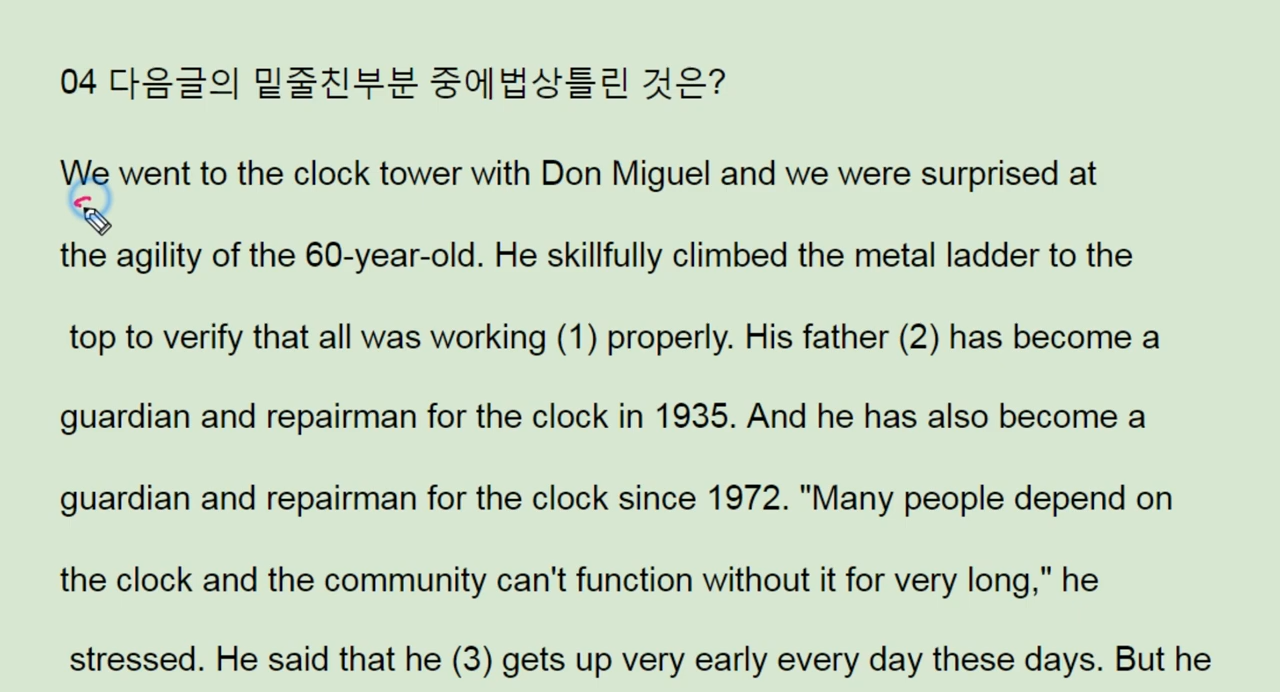 04 다음글의 밑줄친부분 중에법상틀린 것은?
We went to the clock tower with Don Miguel and we were surprised at
the agility of the 60-year-old. He skillfully climbed the metal ladder to the
top to verify that all was working (1) properly. His father (2) has become a
guardian and repairman for the clock in 1935. And he has also become a
guardian and repairman for the clock since 1972. "Many people depend on
the clock and the community can't function without it for very long," he
stressed. He said that he (3) gets up very early every day these days. But he